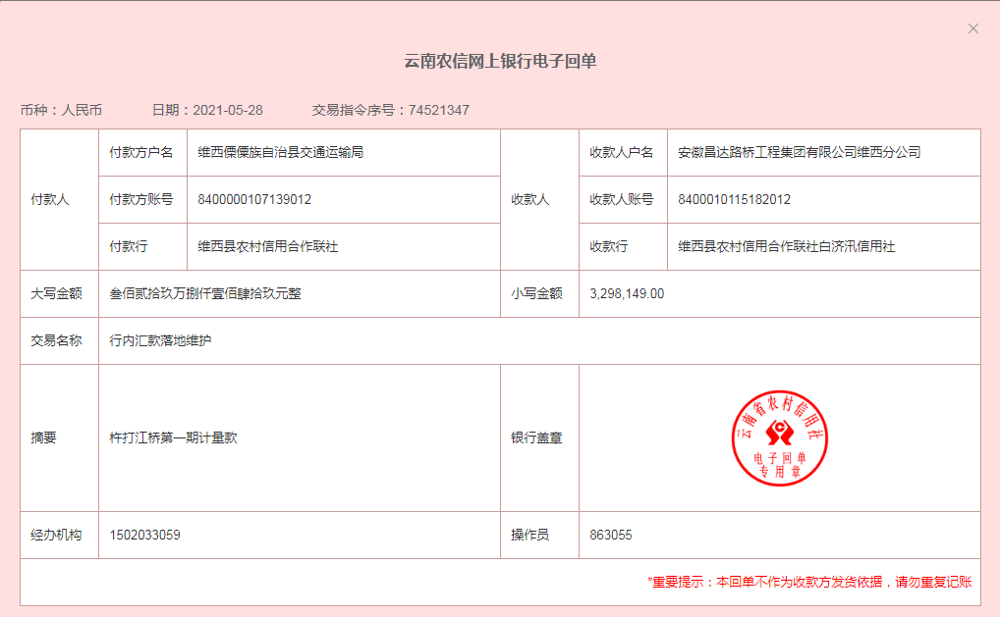 云南农信网上银行电子回单
币种：人民币 日期：2021-05-28 交易指令序号：74521347
付款人 付款方户名 维西傈僳族自治县交通运输局 收款人 收款人户名 安徽昌达路桥工程集团有限公司维西分公司
付款方账号 8400000107139012 收款人账号 8400010115182012
付款行 维西县农村信用合作联社 收款行 维西县农村信用合作联社白济汛信用社
大写金额 叁佰贰拾玖万捌仟壹佰肆拾玖元整 小写金额 3,298,149.00
交易名称 行内汇款落地维护
摘要 杵打江桥第一期计量款 银行盖章
云南省农村信用社
电子回单
专用章
经办机构 1502033059 操作员 863055
*重要提示：本回单不作为收款方发货依据，请勿重复记账